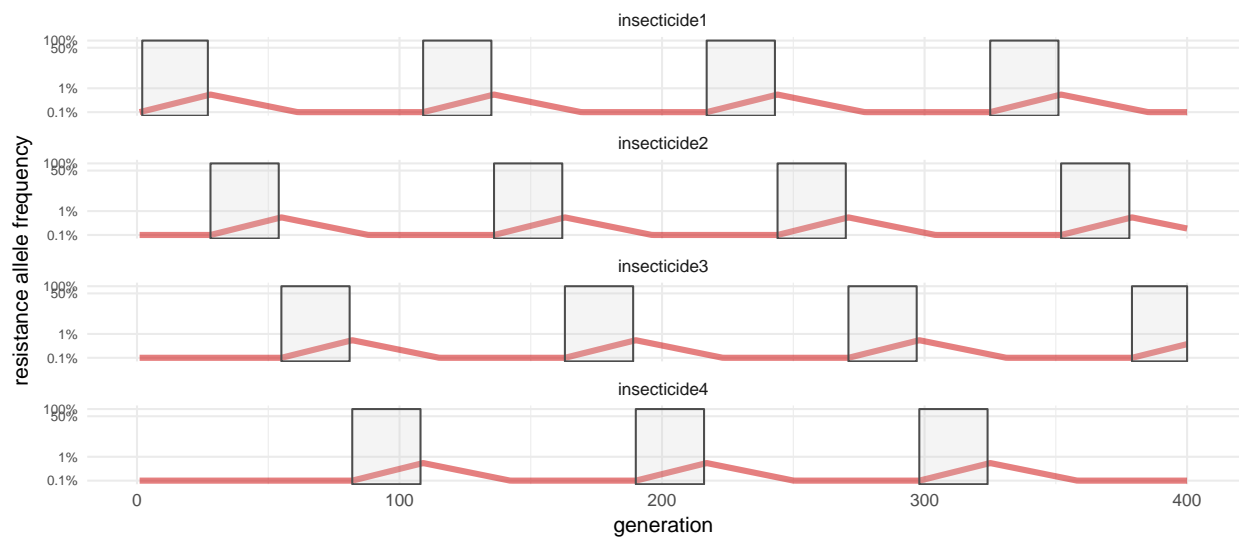 insecticide1
100%
50%
1%
0.1%
insecticide2
100%
50%
1%
0.1%
insecticide3
100%
50%
1%
0.1%
insecticide4
100%
50%
1%
0.1%
0 100 200 300 400
generation
resistance allele frequency